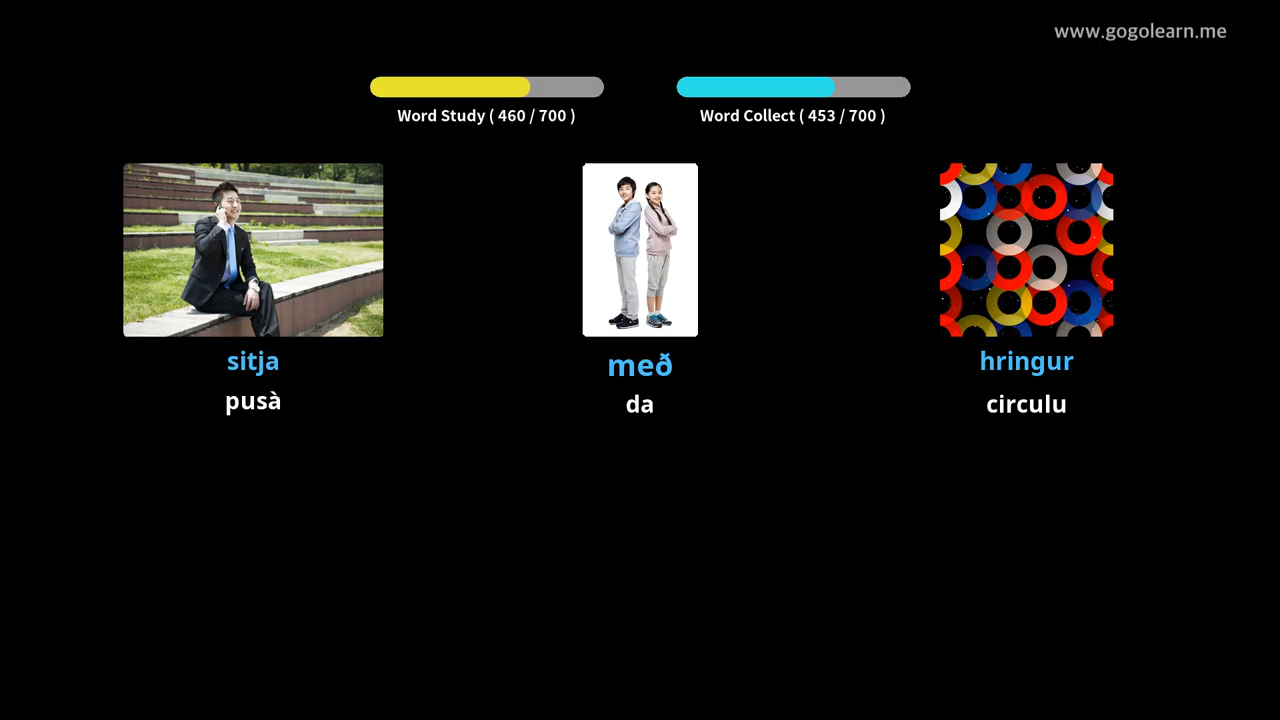 www.gogolearn.me
Word Study ( 460 / 700 )
Word Collect ( 453 / 700 )
sitja
pusà
með
da
hringur
circulu